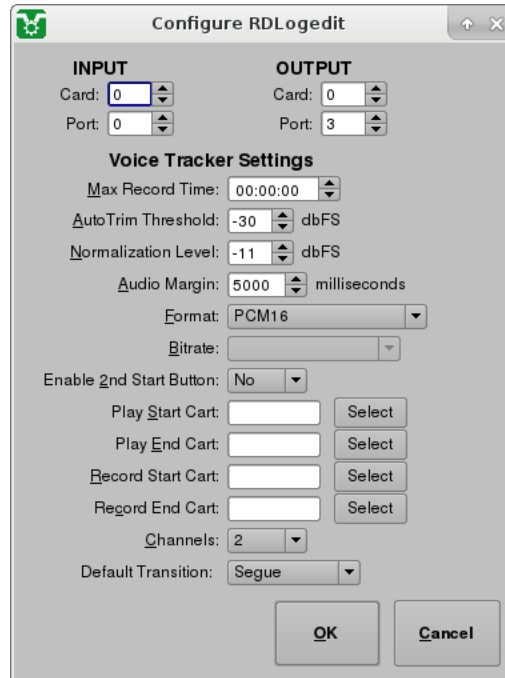 Configure RDLogedit
INPUT OUTPUT
Card: 0 Card: 0
Port: 0 Port: 3
Voice Tracker Settings
Max Record Time: 00:00:00
AutoTrim Threshold: -30 dbFS
Normalization Level: -11 dbFS
Audio Margin: 5000 milliseconds
Format: PCM16
Bitrate:
Enable 2nd Start Button: No
Play Start Cart: Select
Play End Cart: Select
Record Start Cart: Select
Record End Cart: Select
Channels: 2
Default Transition: Segue
OK Cancel